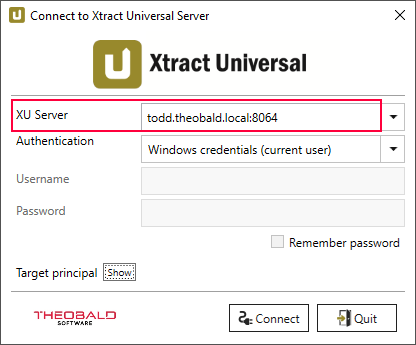 Connect to Xtract Universal Server
Xtract Universal
XU Server
todd.theobald.local:8064
Authentication
Windows credentials (current user)
Username
Password
Remember password
Target principal Show
THEOBALD
SOFTWARE
Connect
Quit